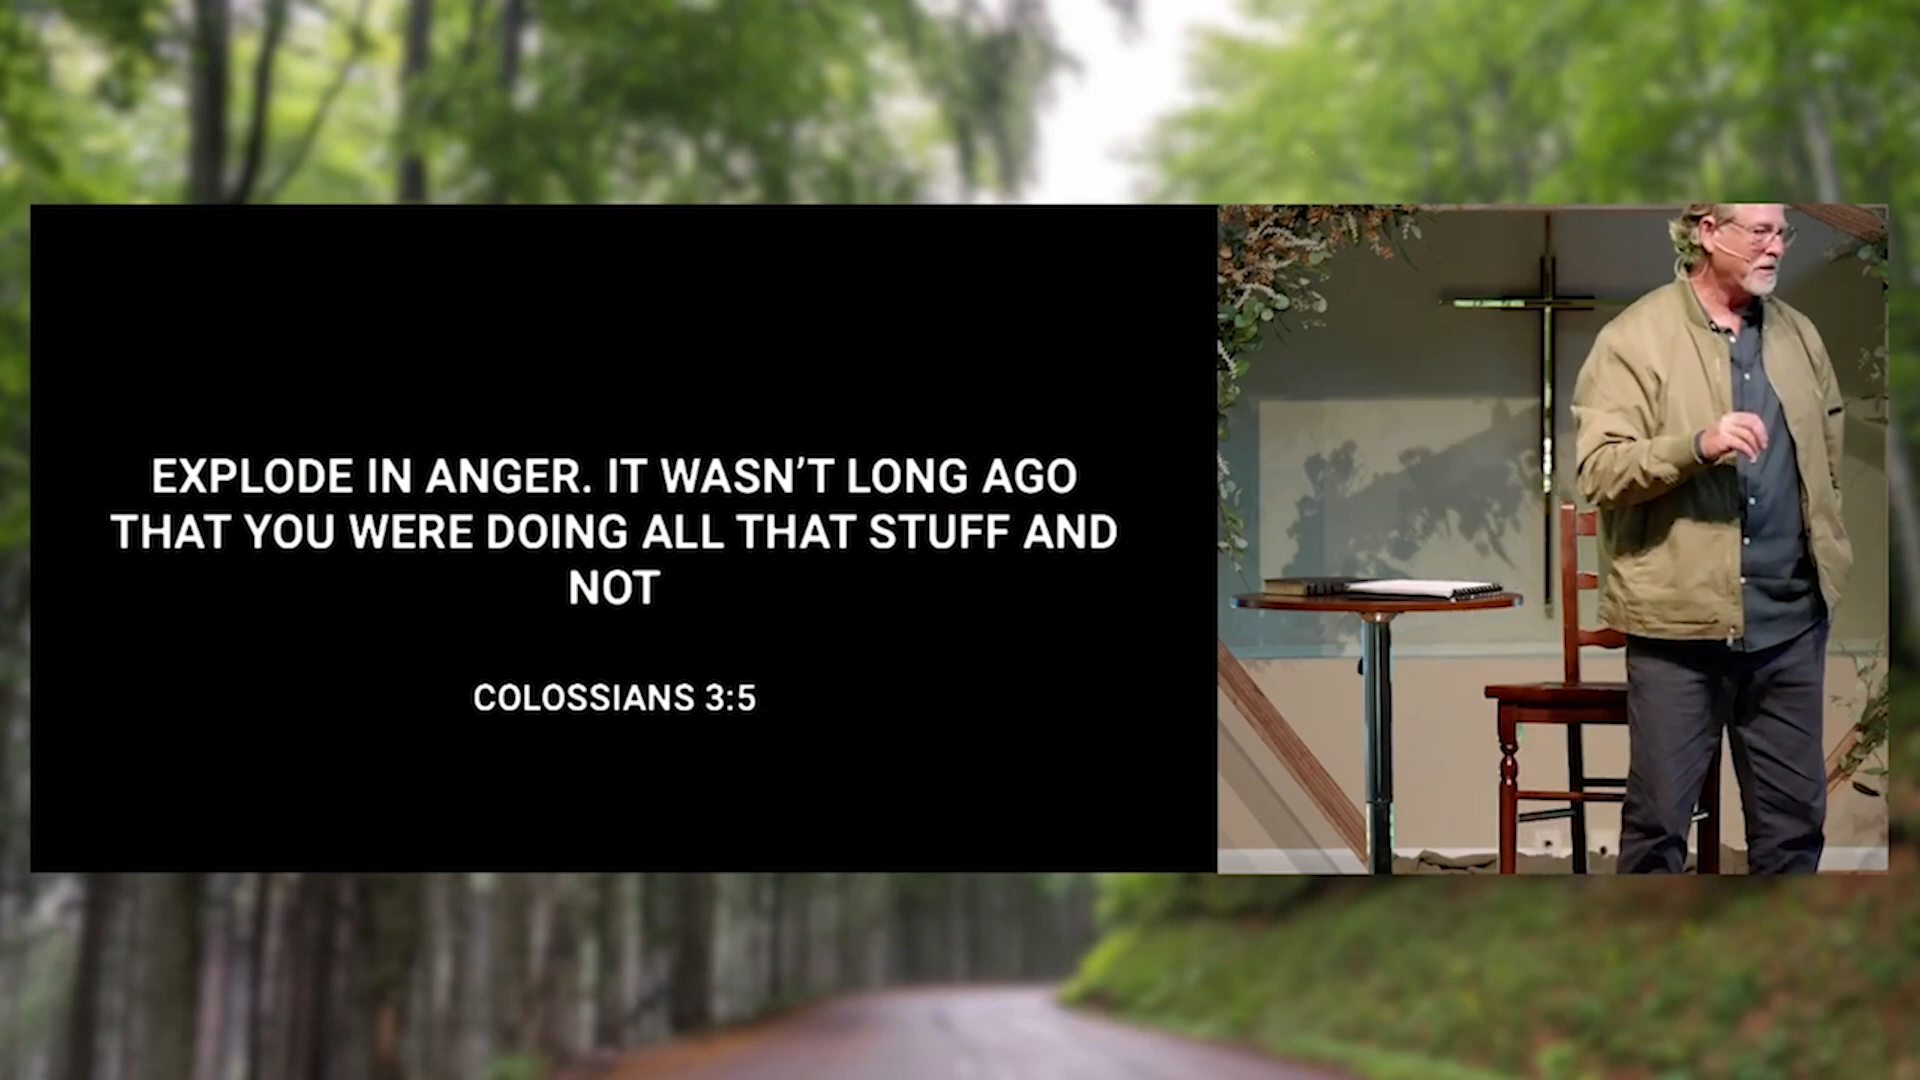 EXPLODE IN ANGER. IT WASN’T LONG AGO
THAT YOU WERE DOING ALL THAT STUFF AND
NOT
COLOSSIANS 3:5